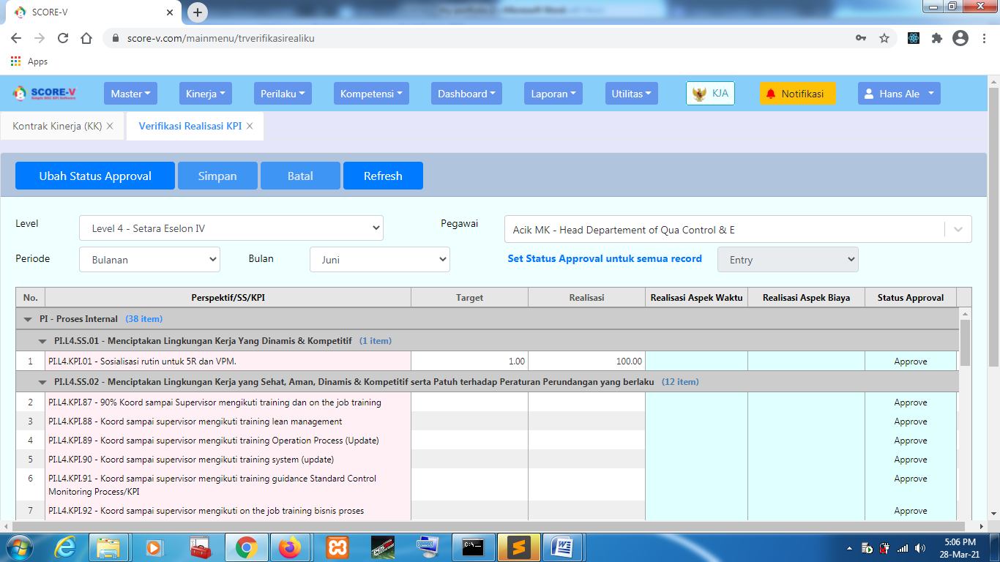 SCORE-V
score-v.com/mainmenu/trverifikasirealiku
Apps
SCORE-V Master Kinerja Perilaku Kompetensi Dashboard Laporan Utilitas KJA Notifikasi Hans Ale
Simple BSC KPI Software
Kontrak Kinerja (KK) Verifikasi Realisasi KPI
Ubah Status Approval Simpan Batal Refresh
Level Level 4 - Setara Eselon IV Pegawai Acik MK - Head Departement of Qua Control & E
Periode Bulanan Bulan Juni Set Status Approval untuk semua record Entry
No. Perspektif/SS/KPI Target Realisasi Realisasi Aspek Waktu Realisasi Aspek Biaya Status Approval
PI - Proses Internal (38 item)
PI.L4.SS.01 - Menciptakan Lingkungan Kerja Yang Dinamis & Kompetitif (1 item)
1 PI.L4.KPI.01 - Sosialisasi rutin untuk 5R dan VPM. 1.00 100.00 Approve
PI.L4.SS.02 - Menciptakan Lingkungan Kerja yang Sehat, Aman, Dinamis & Kompetitif serta Patuh terhadap Peraturan Perundangan yang berlaku (12 item)
2 PI.L4.KPI.87 - 90% Koord sampai Supervisor mengikuti training dan on the job training Approve
3 PI.L4.KPI.88 - Koord sampai supervisor mengikuti training lean management Approve
4 PI.L4.KPI.89 - Koord sampai supervisor mengikuti training Operation Process (Update) Approve
5 PI.L4.KPI.90 - Koord sampai supervisor mengikuti training system (update) Approve
6 PI.L4.KPI.91 - Koord sampai supervisor mengikuti training guidance Standard Control Approve
Monitoring Process/KPI
7 PI.L4.KPI.92 - Koord sampai supervisor mengikuti on the job training bisnis proses Approve
5:06 PM
28-Mar-21